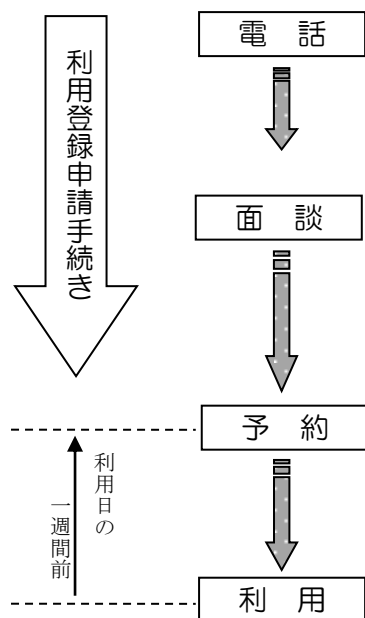 利用登録申請手続き
電話
面談
予約
利用日の
一週間前
利用